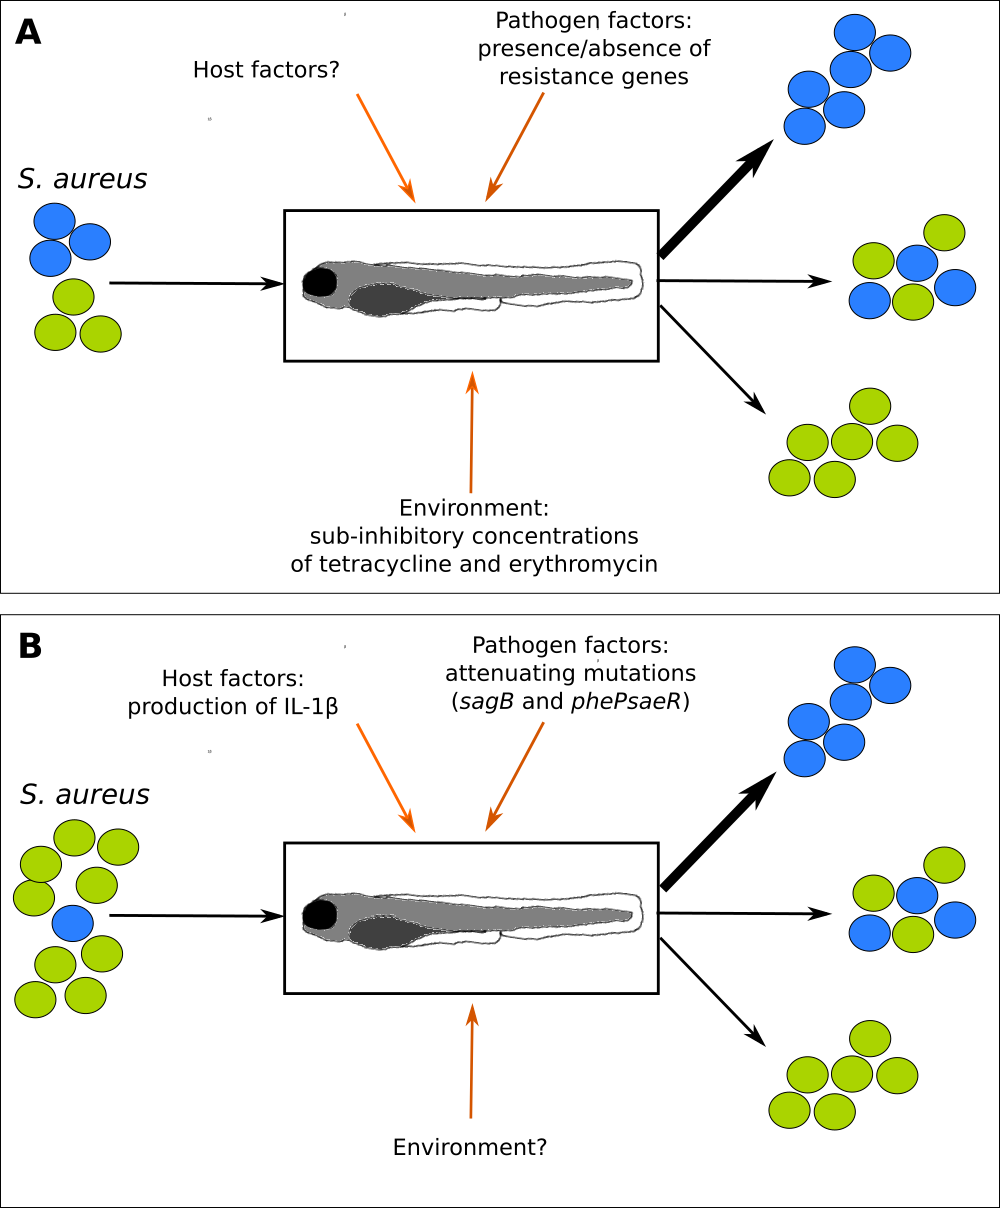 A
Host factors?
Pathogen factors:
presence/absence of
resistance genes
S. aureus
Environment:
sub-inhibitory concentrations
of tetracycline and erythromycin
B
Host factors:
production of IL-1β
Pathogen factors:
attenuating mutations
(sagB and phePsaeR)
S. aureus
Environment?